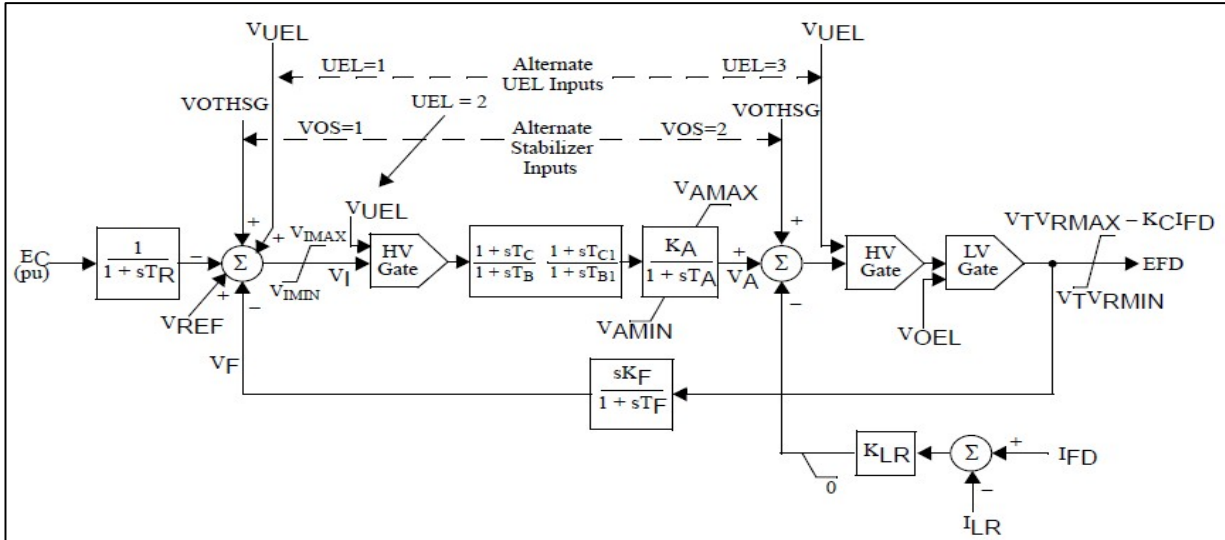 VUEL
VUEL
UEL=1
Alternate
UEL Inputs
UEL=3
VOTHSG
UEL = 2
VOTHSG
VOS=1
Alternate
Stabilizer
Inputs
VOS=2
VUEL
VAMAX
VTVRMAX – KCIFD
+
+
VIMAX
+
EC
(pu)
1
1 + sTR
–
Σ
VI
HV
Gate
1 + sTC
1 + sTB
1 + sTC1
1 + sTB1
KA
1 + sTA
+
VA
Σ
HV
Gate
LV
Gate
EFD
VIMIN
+
–
VREF
VAMIN
–
VOEL
VTVRMIN
VF
sKF
1 + sTF
KLR
Σ
+
IFD
0
–
ILR